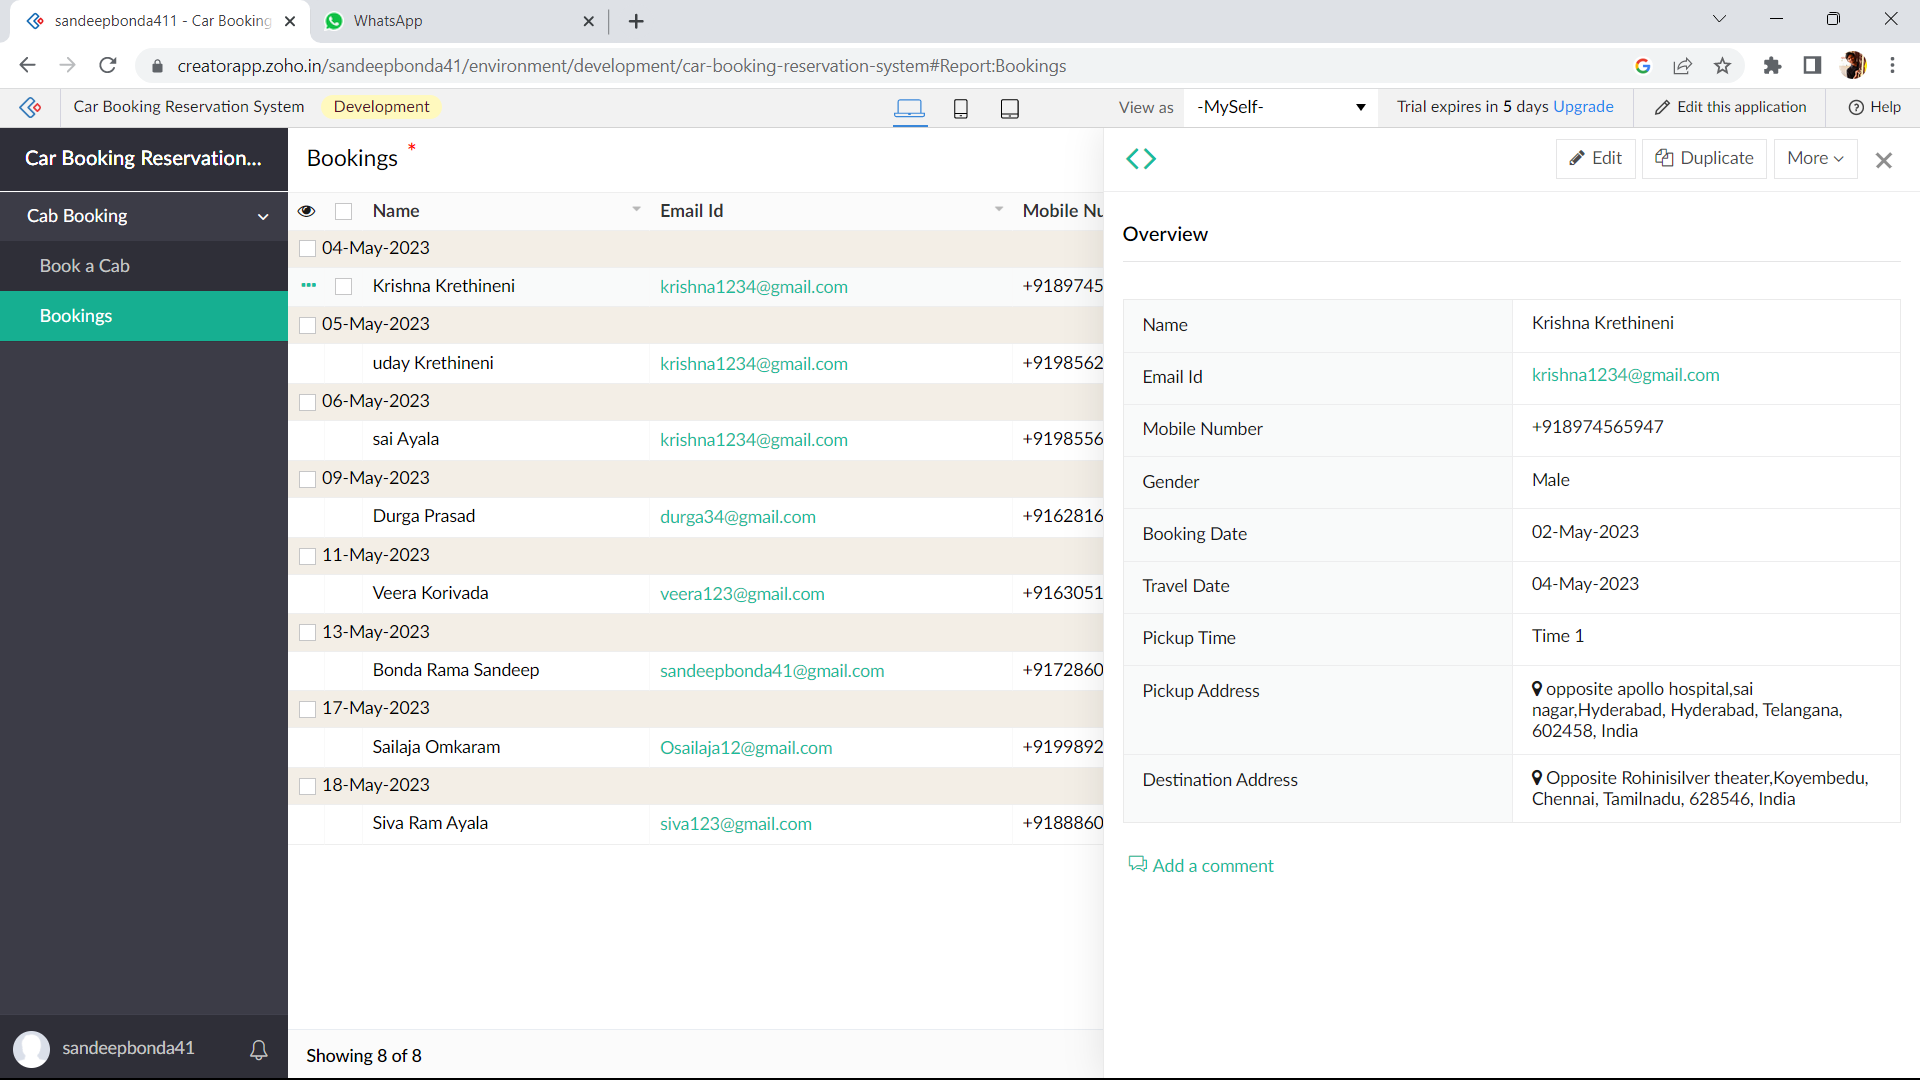 sandeepbonda411 - Car Booking
WhatsApp
creatorapp.zoho.in/sandeepbonda41/environment/development/car-booking-reservation-system#Report:Bookings
Car Booking Reservation System
Development
View as
-MySelf-
Trial expires in 5 days Upgrade
Edit this application
Help
Car Booking Reservation...
Cab Booking
Book a Cab
Bookings
sandeepbonda41
Bookings *
Name Email Id Mobile Nu
04-May-2023
Krishna Krethineni krishna1234@gmail.com +9189745
05-May-2023
uday Krethineni krishna1234@gmail.com +9198562
06-May-2023
sai Ayala krishna1234@gmail.com +9198556
09-May-2023
Durga Prasad durga34@gmail.com +9162816
11-May-2023
Veera Korivada veera123@gmail.com +9163051
13-May-2023
Bonda Rama Sandeep sandeepbonda41@gmail.com +9172860
17-May-2023
Sailaja Omkaram Osailaja12@gmail.com +9199892
18-May-2023
Siva Ram Ayala siva123@gmail.com +9188860
Showing 8 of 8
Edit
Duplicate
More
Overview
Name Krishna Krethineni
Email Id krishna1234@gmail.com
Mobile Number +918974565947
Gender Male
Booking Date 02-May-2023
Travel Date 04-May-2023
Pickup Time Time 1
Pickup Address opposite apollo hospital,sai
nagar,Hyderabad, Hyderabad, Telangana,
602458, India
Destination Address Opposite Rohinisilver theater,Koyembedu,
Chennai, Tamilnadu, 628546, India
Add a comment